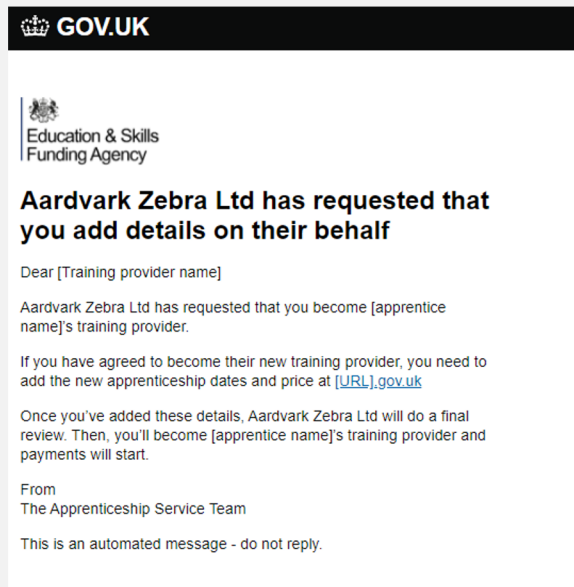 GOV.UK
Education & Skills
Funding Agency
Aardvark Zebra Ltd has requested that
you add details on their behalf
Dear [Training provider name]
Aardvark Zebra Ltd has requested that you become [apprentice
name]'s training provider.
If you have agreed to become their new training provider, you need to
add the new apprenticeship dates and price at [URL].gov.uk
Once you've added these details, Aardvark Zebra Ltd will do a final
review. Then, you'll become [apprentice name]'s training provider and
payments will start.
From
The Apprenticeship Service Team
This is an automated message - do not reply.